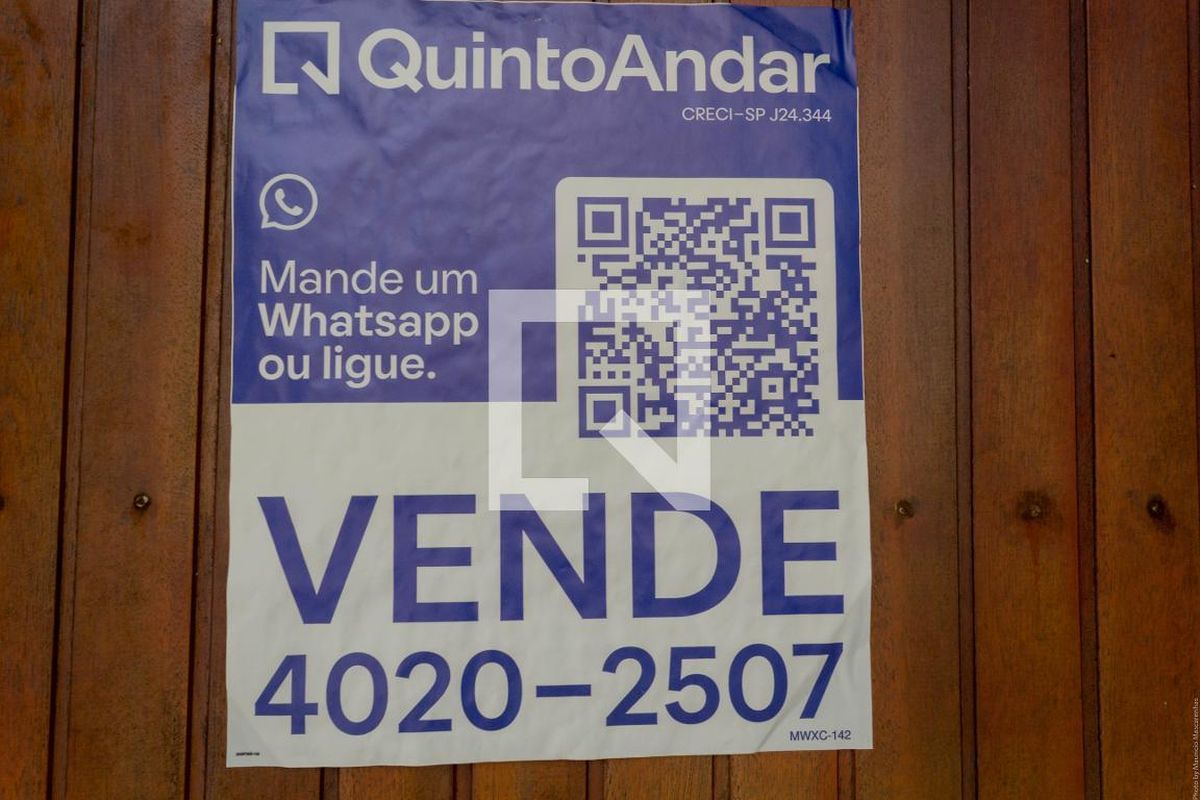 QuintoAndar
CRECI-SP J24.344
Mande um
Whatsapp
ou ligue.
VENDE
4020-2507
MWXC-142